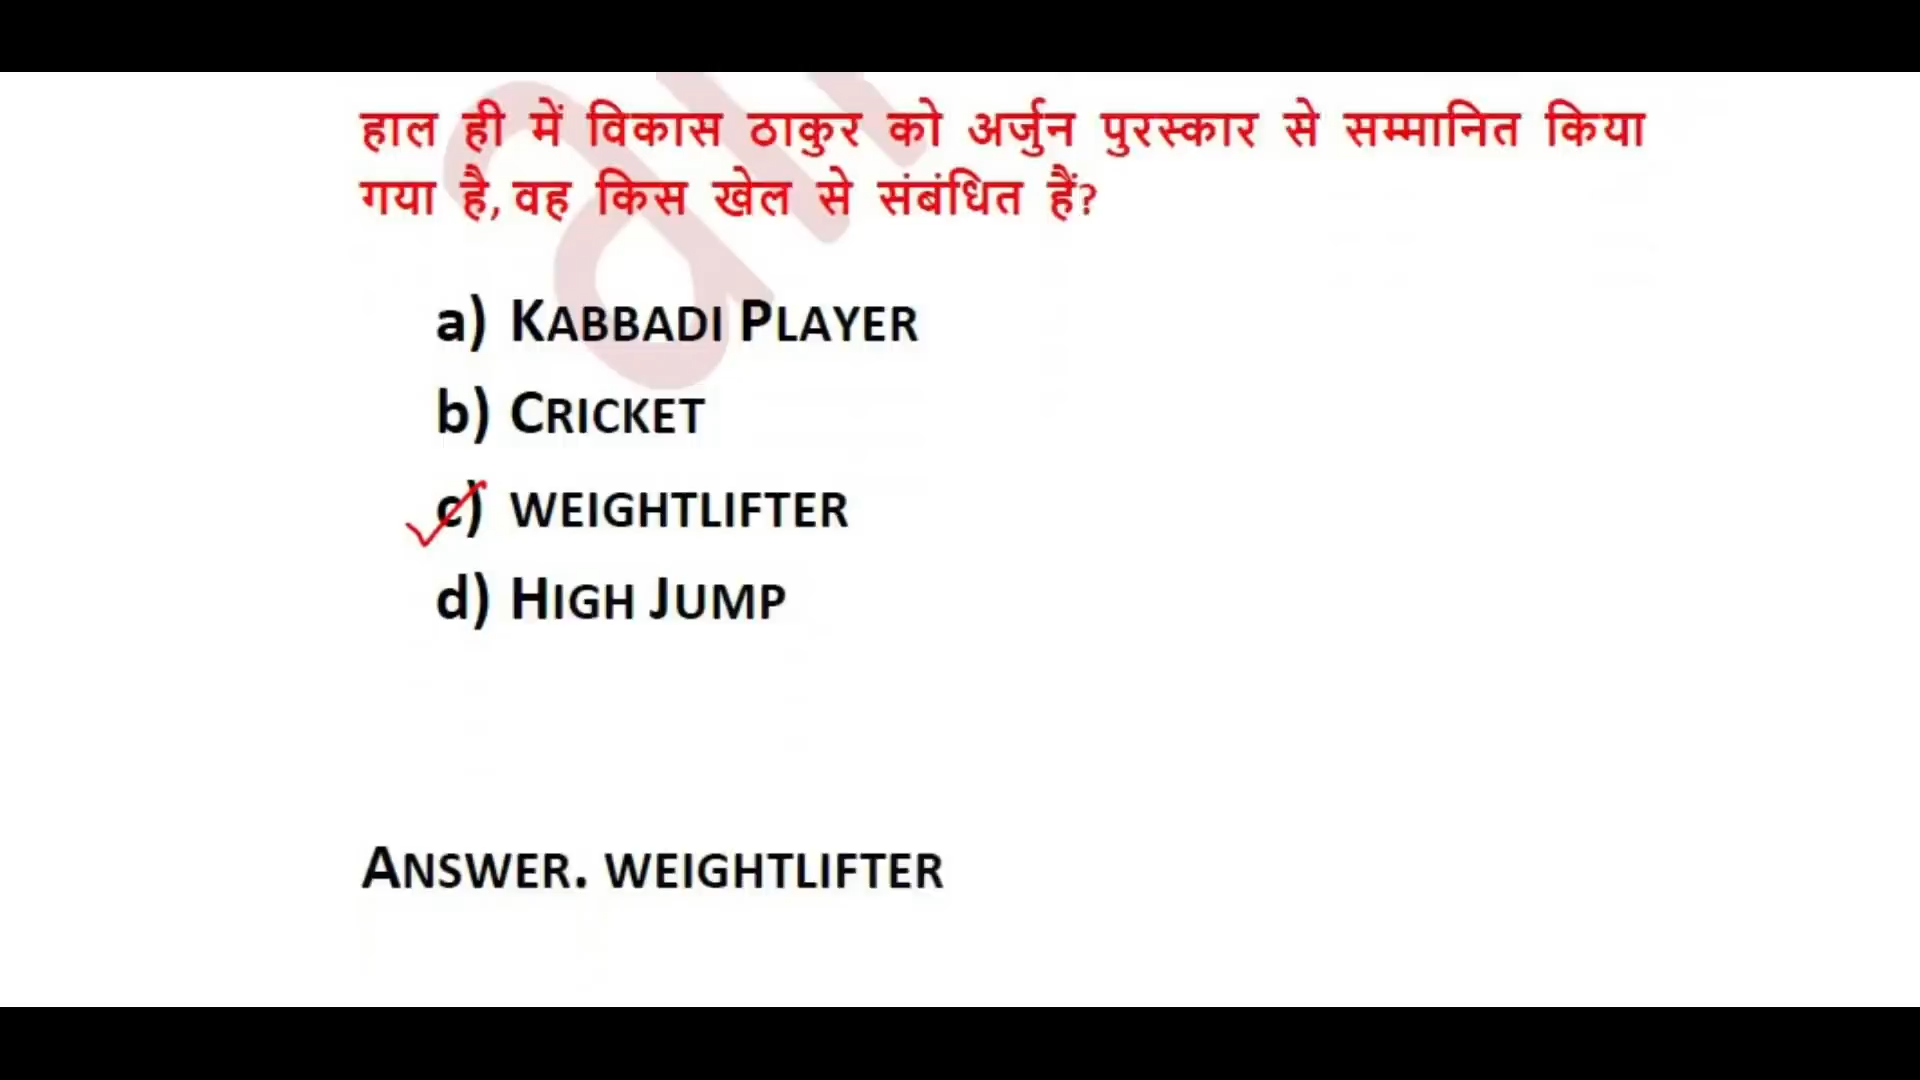 हाल ही में विकास ठाकुर को अर्जुन पुरस्कार से सम्मानित किया
गया है, वह किस खेल से संबंधित हैं?
a) KABBADI PLAYER
b) CRICKET
c) WEIGHTLIFTER
d) HIGH JUMP
ANSWER. WEIGHTLIFTER